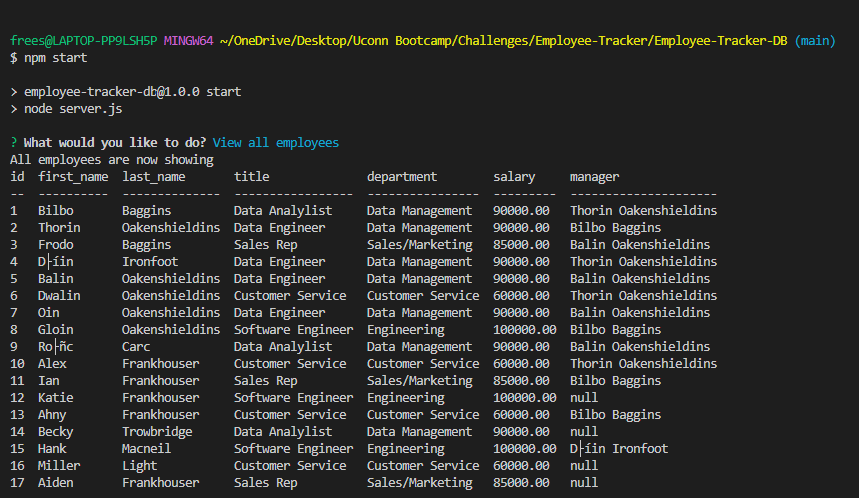 frees@LAPTOP-PP9LSH5P MINGW64 ~/OneDrive/Desktop/Uconn Bootcamp/Challenges/Employee-Tracker/Employee-Tracker-DB (main)
$ npm start
> employee-tracker-db@1.0.0 start
> node server.js
? What would you like to do? View all employees
All employees are now showing
id  first_name  last_name       title              department        salary     manager
--  ----------  --------------  -----------------  ----------------  ---------  ---------------------
1   Bilbo       Baggins         Data Analylist     Data Management   90000.00   Thorin Oakenshieldins
2   Thorin      Oakenshieldins  Data Engineer      Data Management   90000.00   Bilbo Baggins
3   Frodo       Baggins         Sales Rep          Sales/Marketing   85000.00   Balin Oakenshieldins
4   D├íin       Ironfoot        Data Engineer      Data Management   90000.00   Thorin Oakenshieldins
5   Balin       Oakenshieldins  Data Engineer      Data Management   90000.00   Balin Oakenshieldins
6   Dwalin      Oakenshieldins  Customer Service   Customer Service  60000.00   Thorin Oakenshieldins
7   Oin         Oakenshieldins  Data Engineer      Data Management   90000.00   Balin Oakenshieldins
8   Gloin       Oakenshieldins  Software Engineer  Engineering       100000.00  Bilbo Baggins
9   Ro├ñc       Carc            Data Analylist     Data Management   90000.00   Balin Oakenshieldins
10  Alex        Frankhouser     Customer Service   Customer Service  60000.00   Thorin Oakenshieldins
11  Ian         Frankhouser     Sales Rep          Sales/Marketing   85000.00   Bilbo Baggins
12  Katie       Frankhouser     Software Engineer  Engineering       100000.00  null
13  Ahny        Frankhouser     Customer Service   Customer Service  60000.00   Bilbo Baggins
14  Becky       Trowbridge      Data Analylist     Data Management   90000.00   null
15  Hank        Macneil         Software Engineer  Engineering       100000.00  D├íin Ironfoot
16  Miller      Light           Customer Service   Customer Service  60000.00   null
17  Aiden       Frankhouser     Sales Rep          Sales/Marketing   85000.00   null